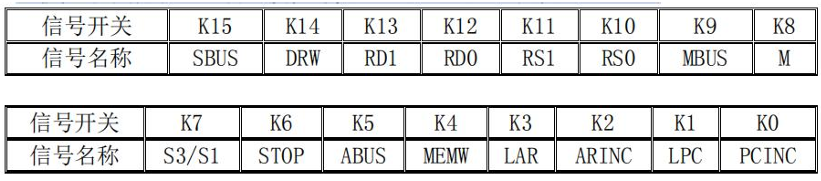 信号开关 K15 K14 K13 K12 K11 K10 K9 K8
信号名称 SBUS DRW RD1 RD0 RS1 RS0 MBUS M
信号开关 K7 K6 K5 K4 K3 K2 K1 K0
信号名称 S3/S1 STOP ABUS MEMW LAR ARINC LPC PCINC